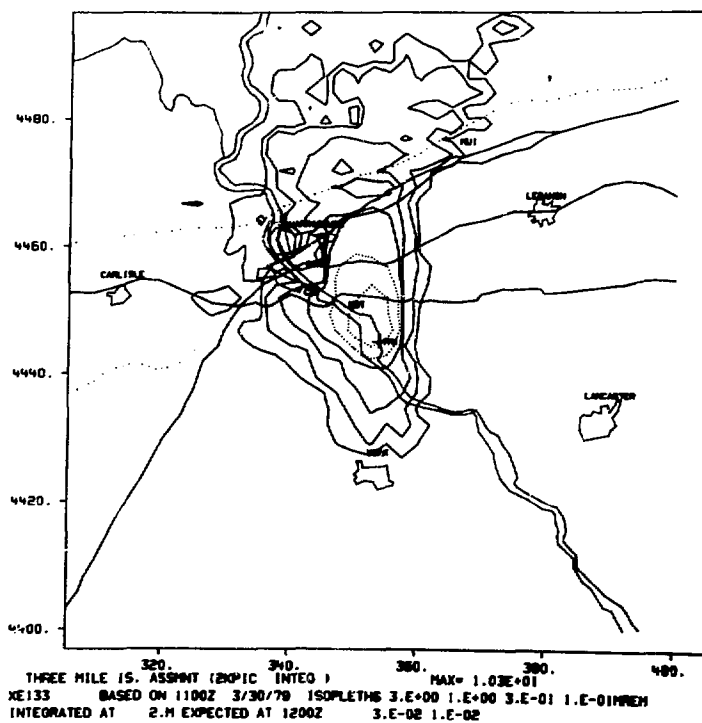 4480.
HUI
LEBANON
4460.
CARLISLE
4440.
LANCASTER
YORK
4420.
4400.
320. 340. 360. 380. 400.
THREE MILE IS. ASSMNT (2KPIC INTEG ) MAX= 1.03E+01
XE133 BASED ON 1100Z 3/30/79 ISOPLETHS 3.E+00 1.E+00 3.E-01 1.E-01MREM
INTEGRATED AT 2.M EXPECTED AT 1200Z 3.E-02 1.E-02